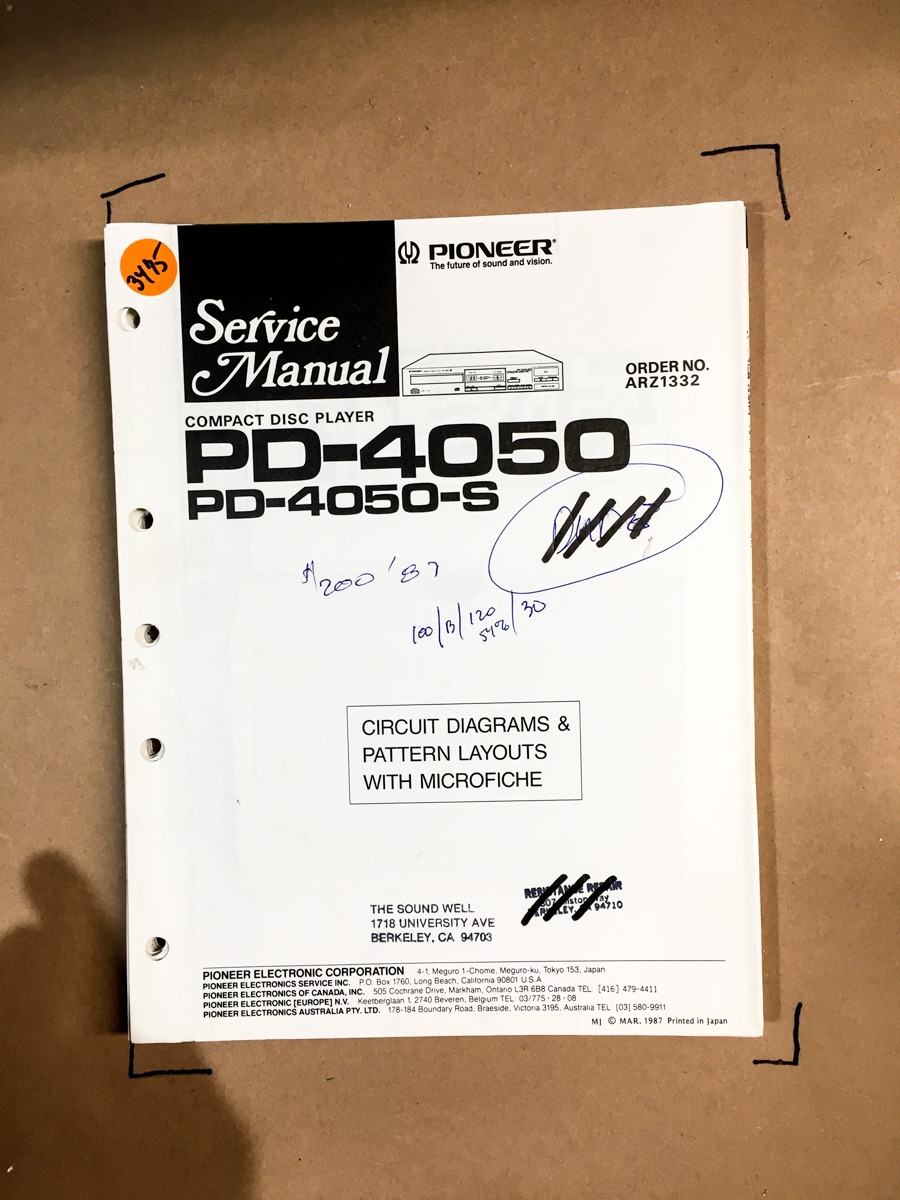 3495
PIONEER®
The future of sound and vision.
Service
Manual
ORDER NO.
ARZ1332
COMPACT DISC PLAYER
PD-4050
PD-4050-S
$200 '87
100/B/120/30
54%
CIRCUIT DIAGRAMS &
PATTERN LAYOUTS
WITH MICROFICHE
THE SOUND WELL
1718 UNIVERSITY AVE
BERKELEY, CA 94703
REPAIR
94710
PIONEER ELECTRONIC CORPORATION 4-1, Meguro 1-Chome, Meguro-ku, Tokyo 153, Japan
PIONEER ELECTRONICS SERVICE INC. P.O. Box 1760, Long Beach, California 90801 U.S.A
PIONEER ELECTRONICS OF CANADA, INC. 505 Cochrane Drive, Markham, Ontario L3R 6B8 Canada TEL: [416] 479-4411
PIONEER ELECTRONIC [EUROPE] N.V. Keetberglaan 1, 2740 Beveren, Belgium TEL: 03/775・28・08
PIONEER ELECTRONICS AUSTRALIA PTY. LTD. 178-184 Boundary Road, Braeside, Victoria 3195, Australia TEL: [03] 580-9911
MJ © MAR. 1987 Printed in Japan